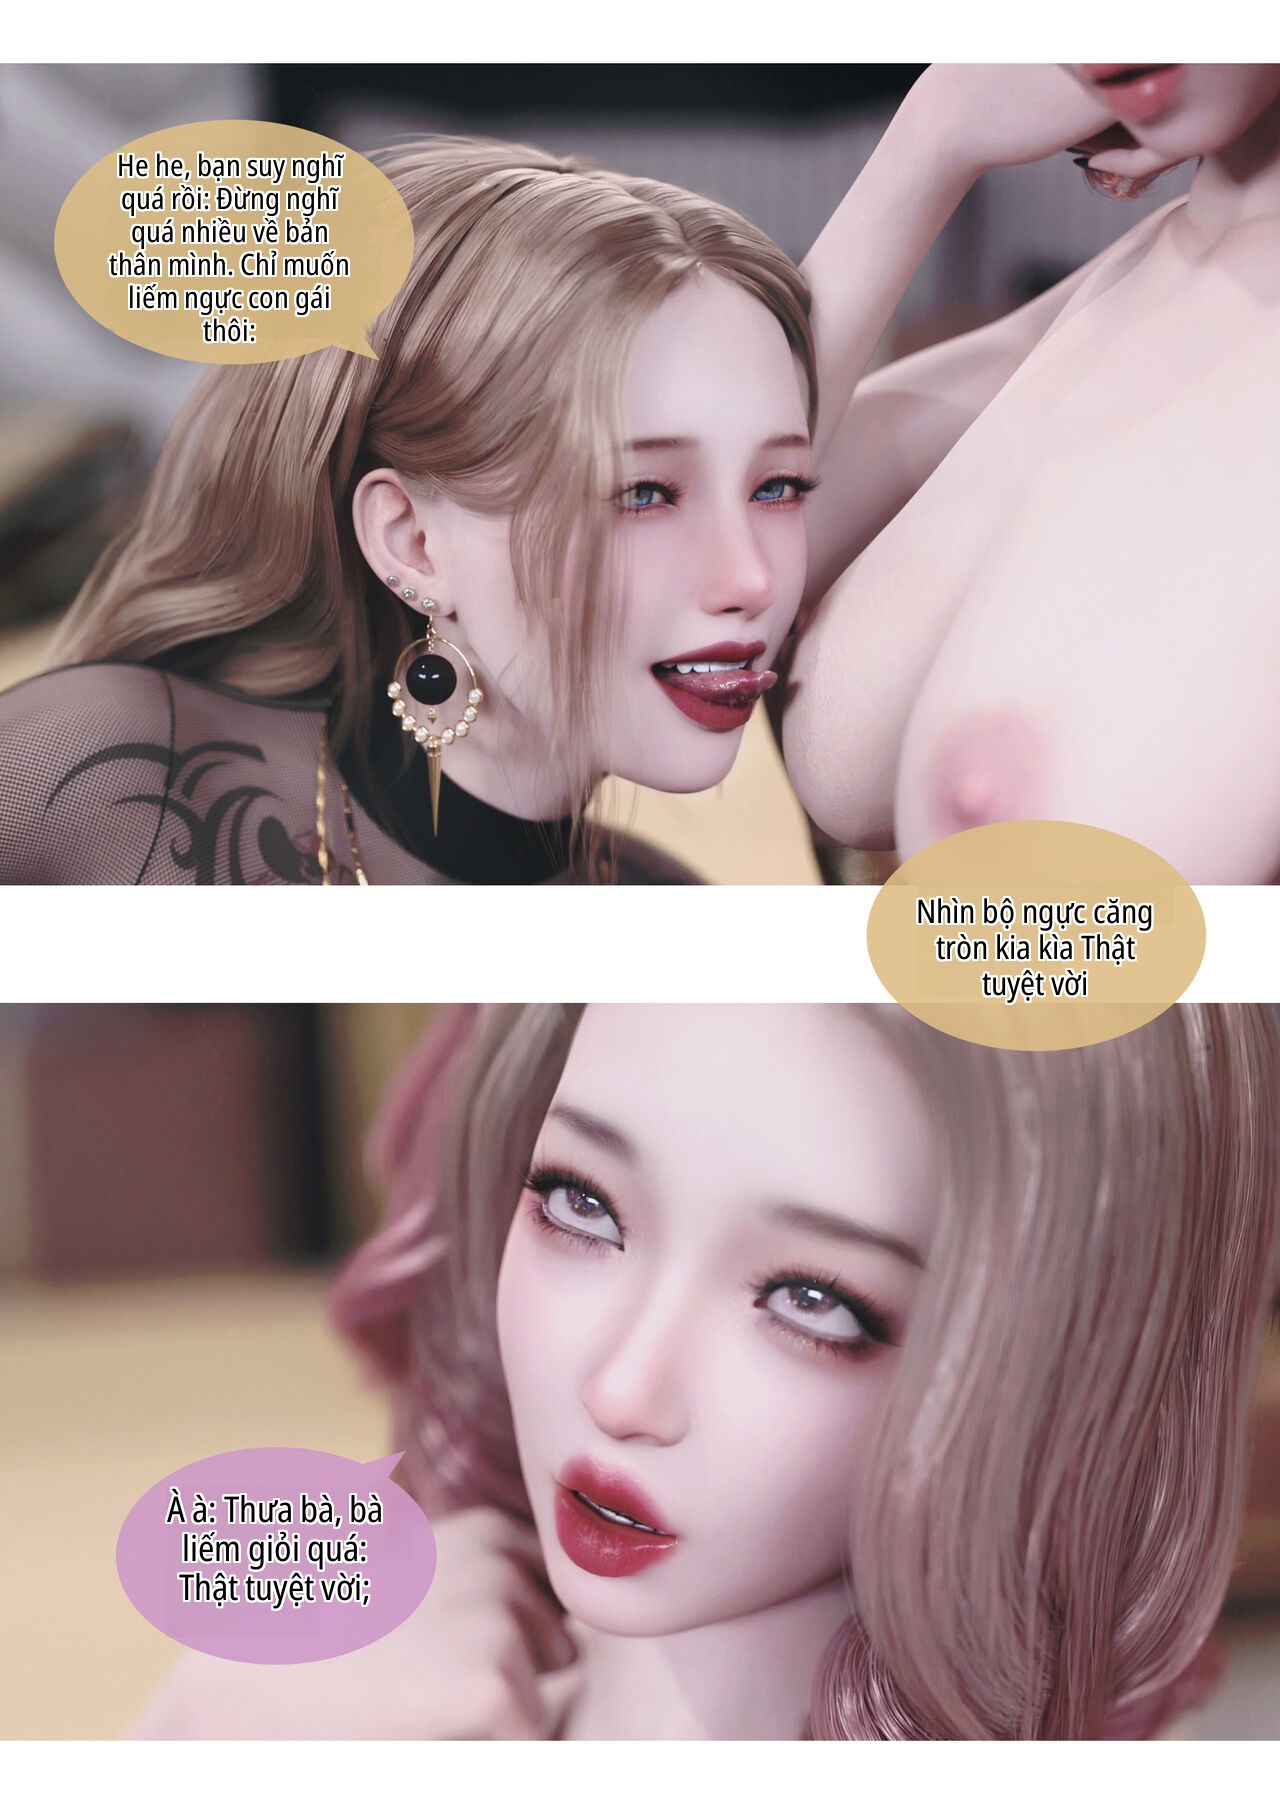 He he, bạn suy nghĩ
quá rồi: Đừng nghĩ
quá nhiều về bản
thân mình. Chỉ muốn
liếm ngực con gái
thôi:
Nhìn bộ ngực căng
tròn kia kìa Thật
tuyệt vời
À à: Thưa bà, bà
liếm giỏi quá:
Thật tuyệt vời;